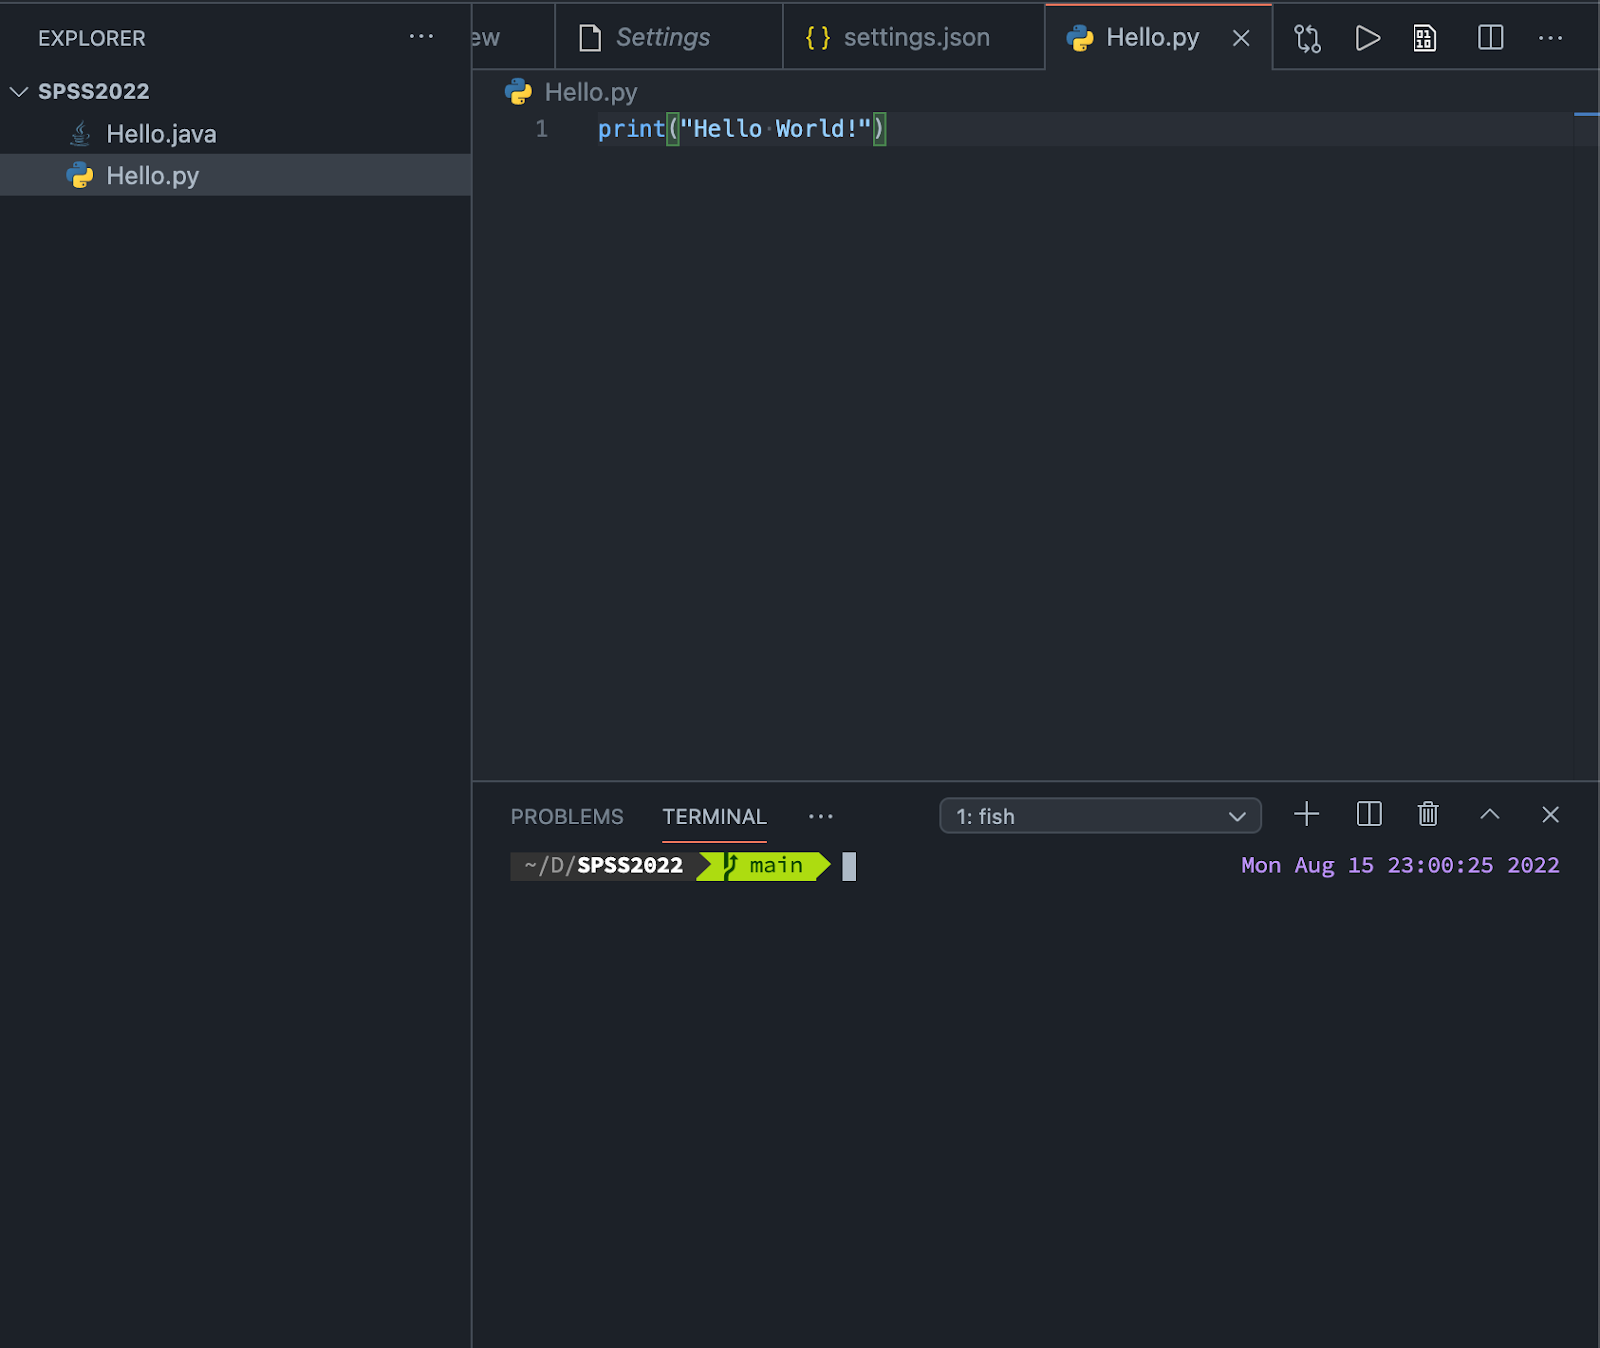 EXPLORER
SPSS2022
Hello.java
Hello.py
ew
Settings
settings.json
Hello.py
Hello.py
1 print("Hello World!")
PROBLEMS TERMINAL
1: fish
~/D/SPSS2022 main
Mon Aug 15 23:00:25 2022